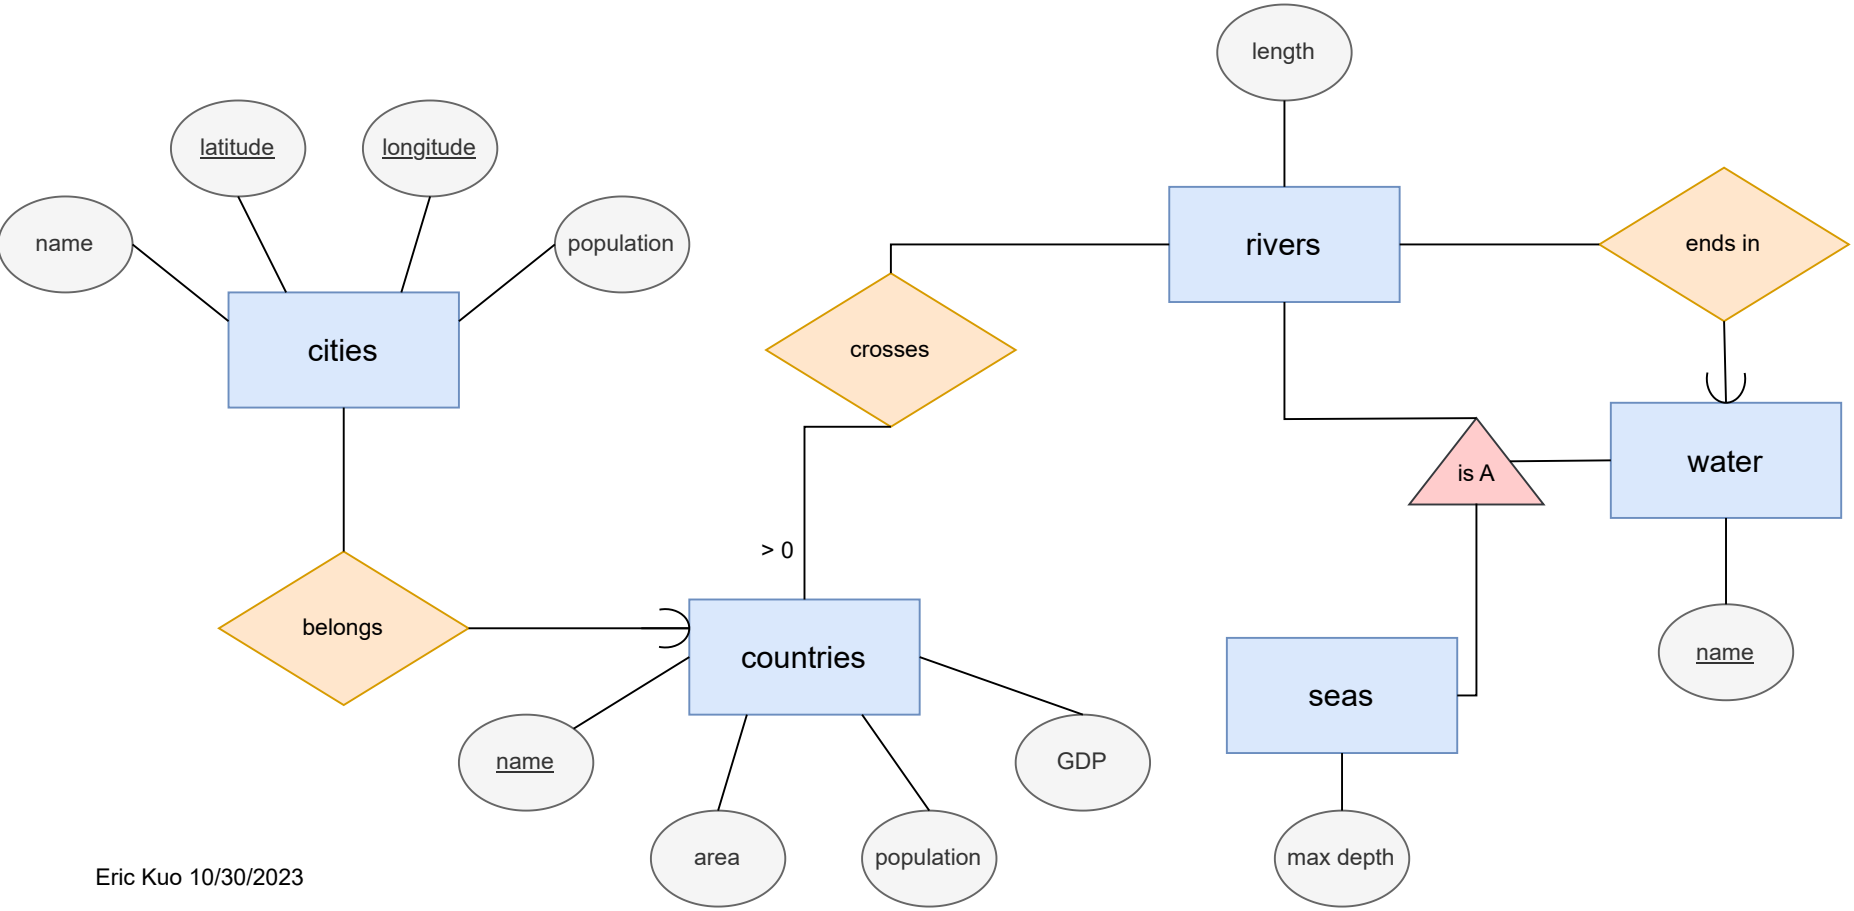 length
latitude
longitude
name
population
rivers
ends in
cities
crosses
is A
water
> 0
belongs
countries
seas
name
name
GDP
area
population
max depth
Eric Kuo 10/30/2023